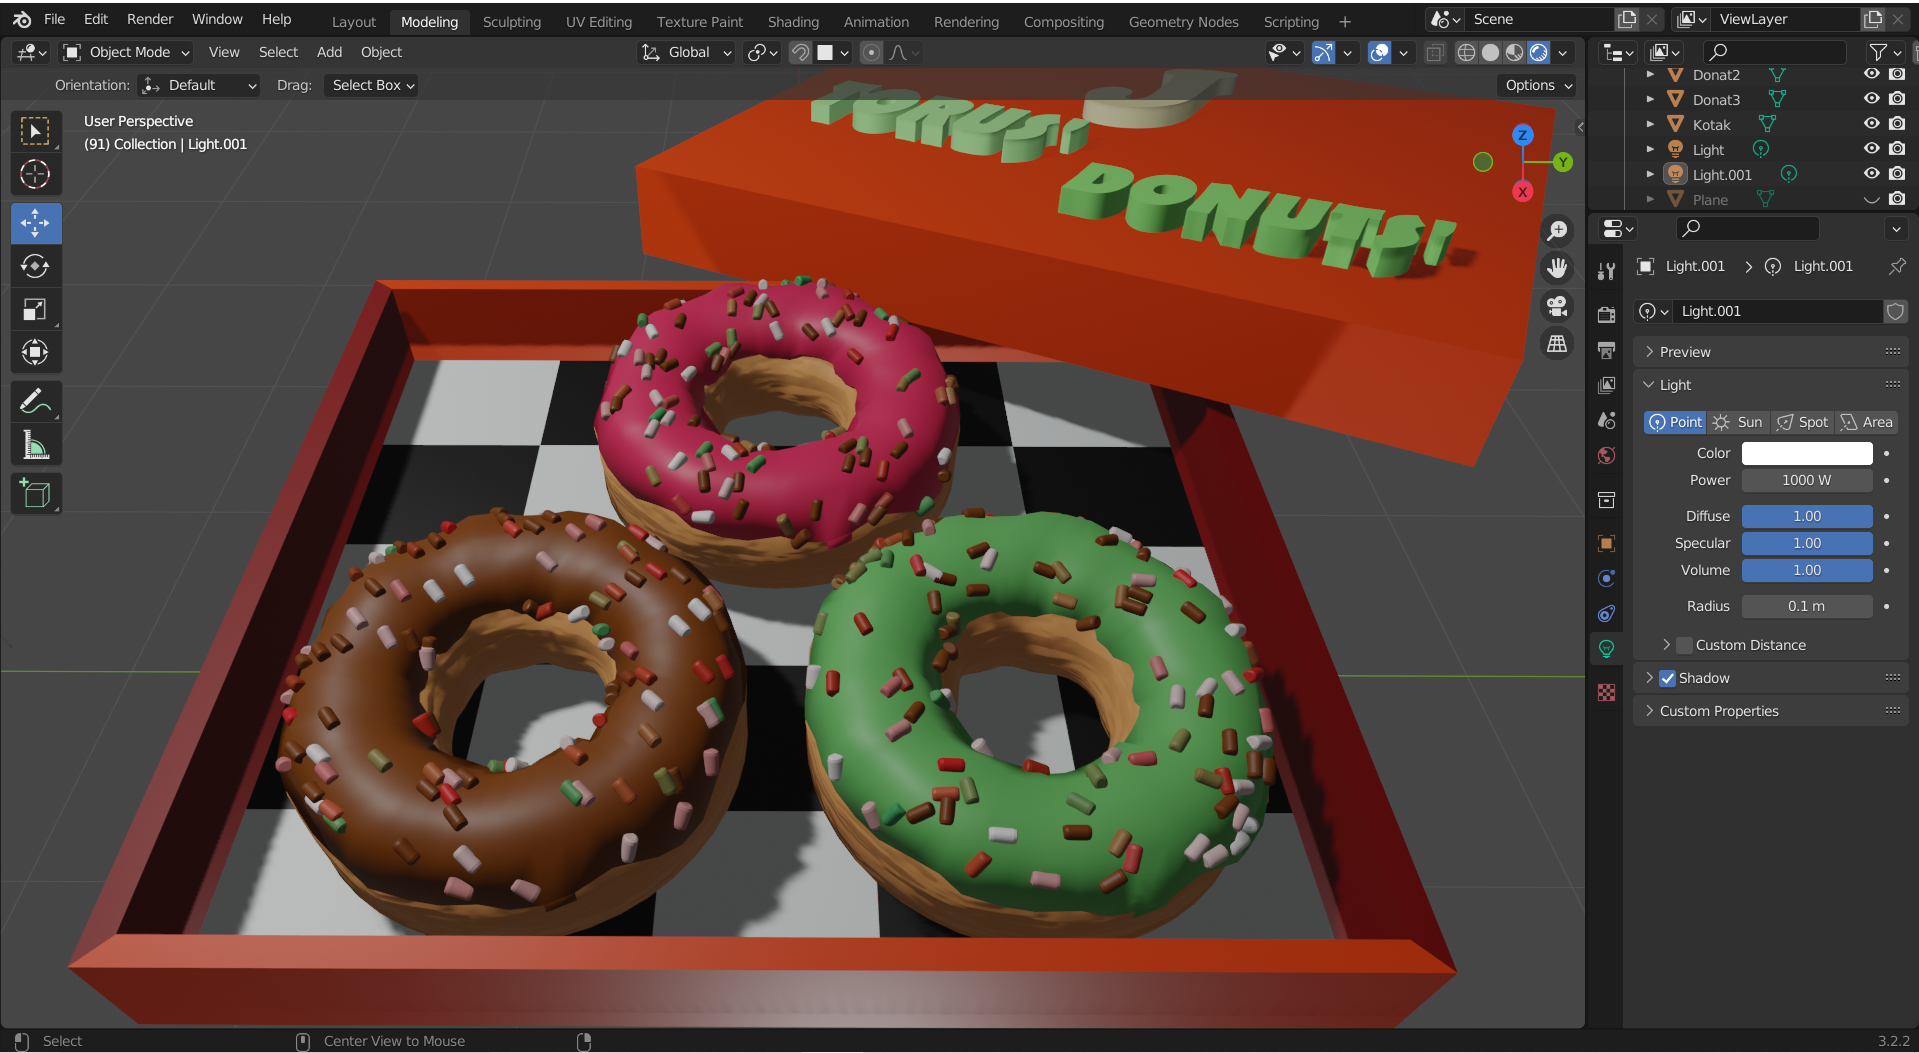 File Edit Render Window Help Layout Modeling Sculpting UV Editing Texture Paint Shading Animation Rendering Compositing Geometry Nodes Scripting + Scene ViewLayer
Object Mode View Select Add Object Global
Orientation: Default Drag: Select Box Options
User Perspective
(91) Collection | Light.001
TORUS!
DONUTS!
Z
Y
X
Donat2
Donat3
Kotak
Light
Light.001
Plane
Light.001 > Light.001
Light.001
Preview
Light
Point Sun Spot Area
Color
Power 1000 W
Diffuse 1.00
Specular 1.00
Volume 1.00
Radius 0.1 m
Custom Distance
Shadow
Custom Properties
Select Center View to Mouse 3.2.2